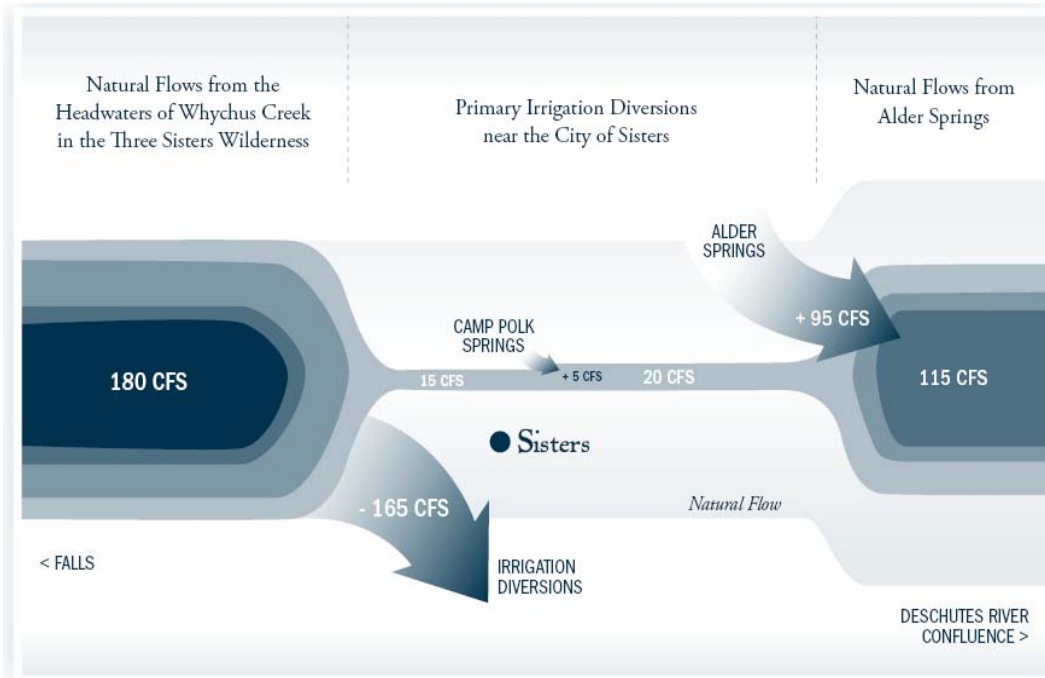 Natural Flows from the
Headwaters of Whychus Creek
in the Three Sisters Wilderness
Primary Irrigation Diversions
near the City of Sisters
Natural Flows from
Alder Springs
ALDER
SPRINGS
+ 95 CFS
CAMP POLK
SPRINGS
180 CFS
15 CFS
+ 5 CFS
20 CFS
115 CFS
Sisters
- 165 CFS
Natural Flow
< FALLS
IRRIGATION
DIVERSIONS
DESCHUTES RIVER
CONFLUENCE >